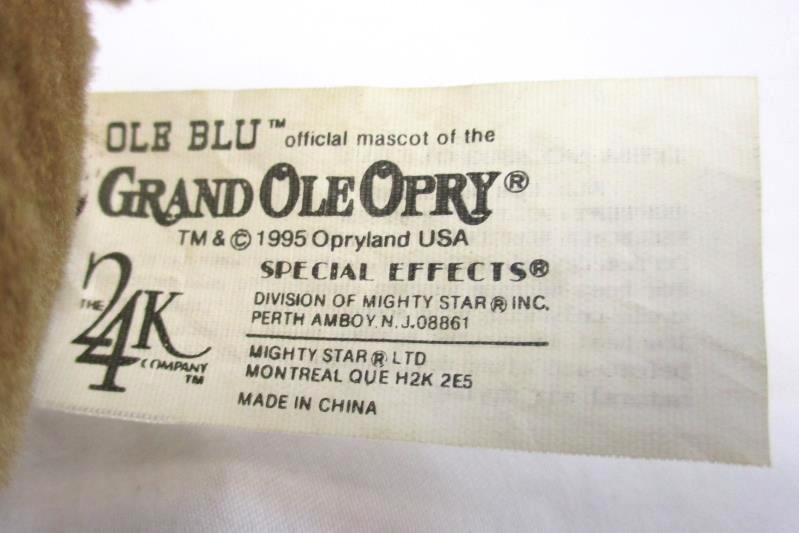 OLE BLU™ official mascot of the
GRAND OLE OPRY®
TM & © 1995 Opryland USA
THE 24K COMPANY ™
SPECIAL EFFECTS®
DIVISION OF MIGHTY STAR ® INC.
PERTH AMBOY. N.J. 08861
MIGHTY STAR ® LTD
MONTREAL QUE H2K 2E5
MADE IN CHINA